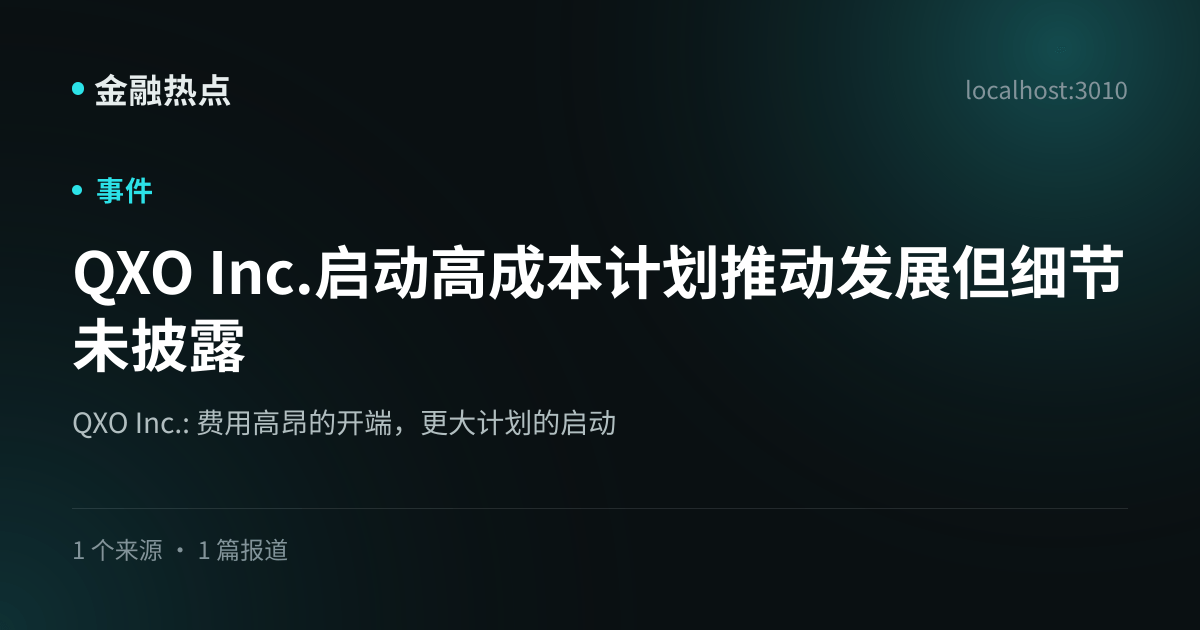 金融热点
localhost:3010
事件
QXO Inc.启动高成本计划推动发展但细节
未披露
QXO Inc.: 费用高昂的开端，更大计划的启动
1 个来源 · 1 篇报道